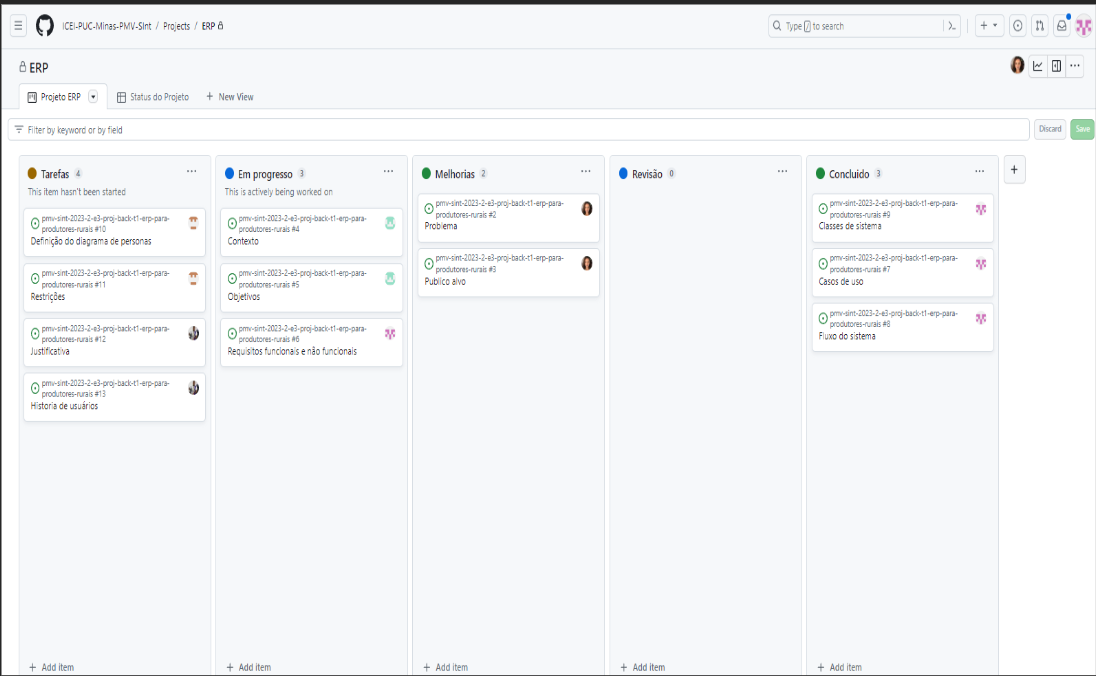 ICEI-PUC-Minas-PMV-SInt / Projects / ERP
Type / to search
ERP
Projeto ERP
Status do Projeto
+ New View
Filter by keyword or by field
Discard
Save
Tarefas 4
This item hasn't been started
pmv-sint-2023-2-e3-proj-back-t1-erp-para-
produtores-rurais #10
Definição do diagrama de personas
pmv-sint-2023-2-e3-proj-back-t1-erp-para-
produtores-rurais #11
Restrições
pmv-sint-2023-2-e3-proj-back-t1-erp-para-
produtores-rurais #12
Justificativa
pmv-sint-2023-2-e3-proj-back-t1-erp-para-
produtores-rurais #13
Historia de usuários
+ Add item
Em progresso 3
This is actively being worked on
pmv-sint-2023-2-e3-proj-back-t1-erp-para-
produtores-rurais #4
Contexto
pmv-sint-2023-2-e3-proj-back-t1-erp-para-
produtores-rurais #5
Objetivos
pmv-sint-2023-2-e3-proj-back-t1-erp-para-
produtores-rurais #6
Requisitos funcionais e não funcionais
+ Add item
Melhorias 2
pmv-sint-2023-2-e3-proj-back-t1-erp-para-
produtores-rurais #2
Problema
pmv-sint-2023-2-e3-proj-back-t1-erp-para-
produtores-rurais #3
Publico alvo
+ Add item
Revisão 0
+ Add item
Concluido 3
pmv-sint-2023-2-e3-proj-back-t1-erp-para-
produtores-rurais #9
Classes de sistema
pmv-sint-2023-2-e3-proj-back-t1-erp-para-
produtores-rurais #7
Casos de uso
pmv-sint-2023-2-e3-proj-back-t1-erp-para-
produtores-rurais #8
Fluxo do sistema
+ Add item